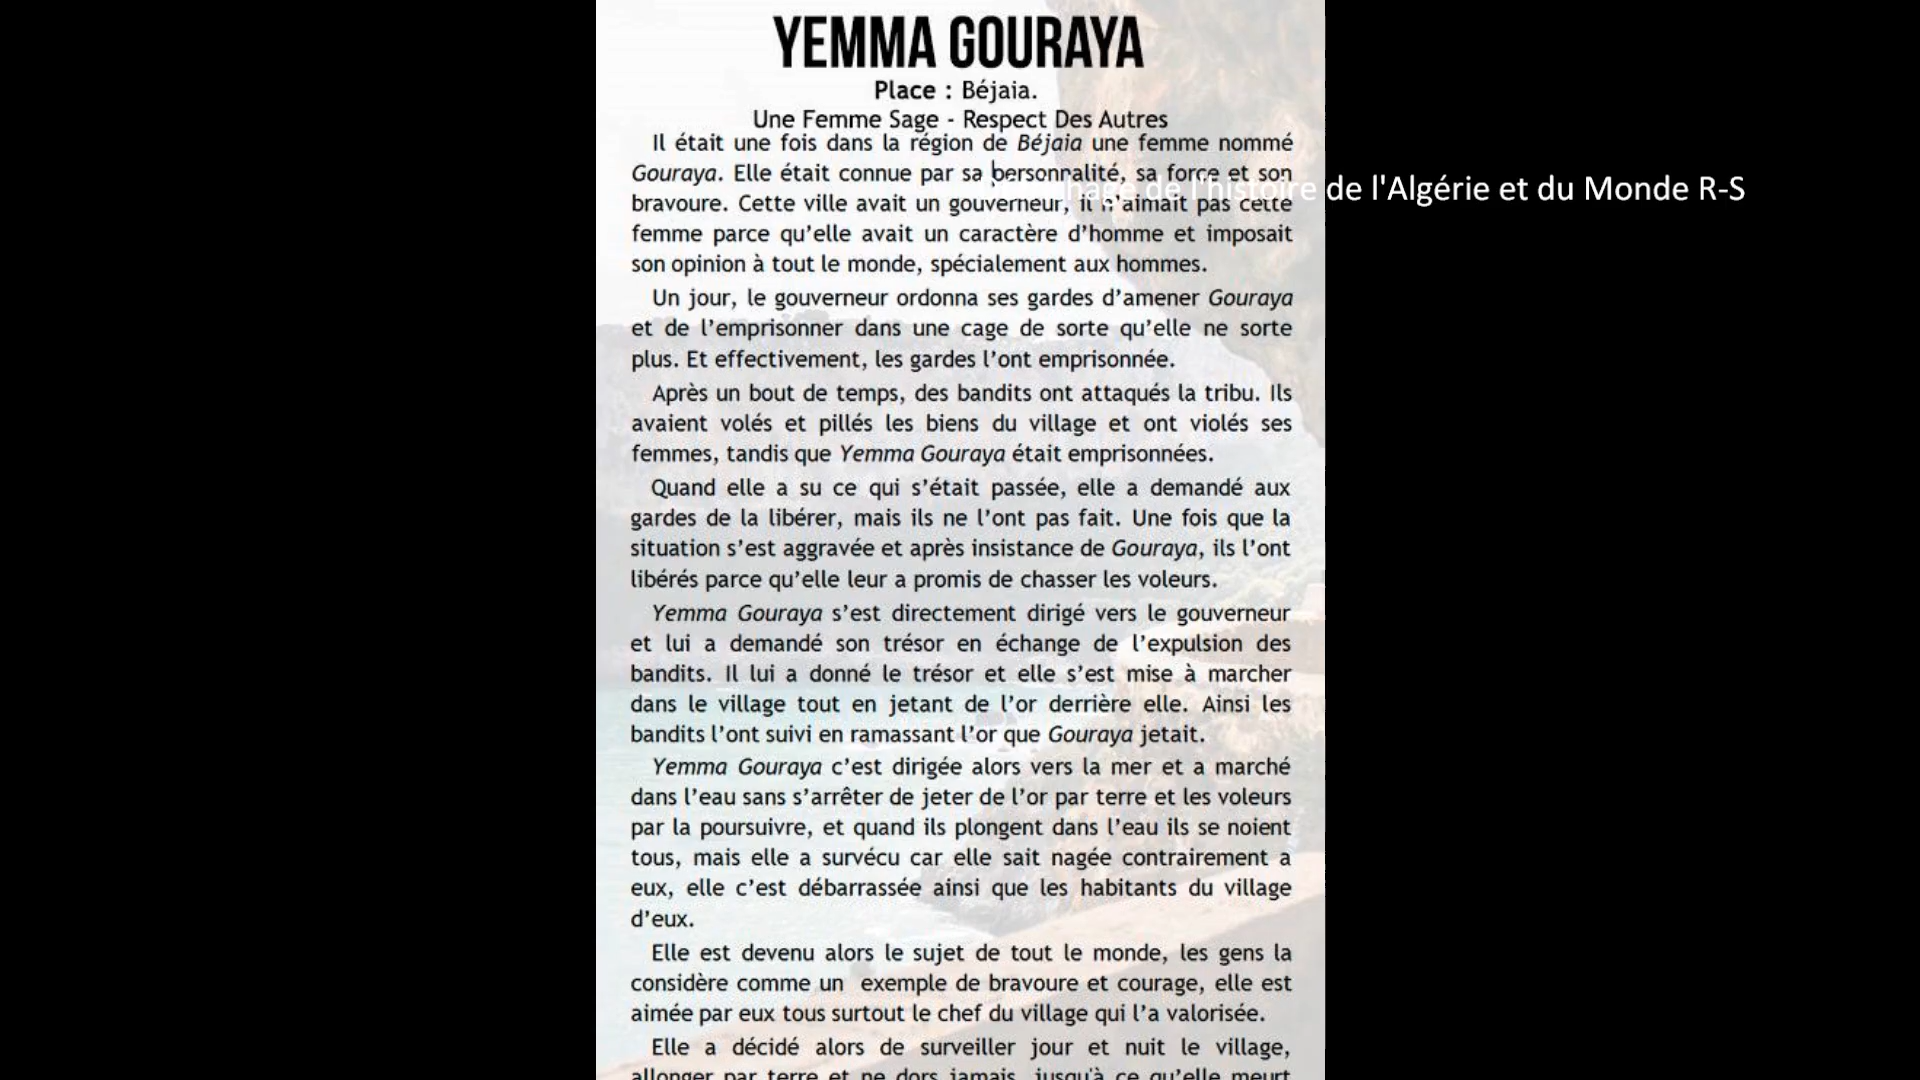 YEMMA GOURAYA
Place : Béjaia.
Une Femme Sage - Respect Des Autres
Il était une fois dans la région de Béjaia une femme nommé
Gouraya. Elle était connue par sa personnalité, sa force et son
de l'histoire de l'Algérie et du Monde R-S
bravoure. Cette ville avait un gouverneur, il n’aimait pas cette
femme parce qu’elle avait un caractère d’homme et imposait
son opinion à tout le monde, spécialement aux hommes.
Un jour, le gouverneur ordonna ses gardes d’amener Gouraya
et de l’emprisonner dans une cage de sorte qu’elle ne sorte
plus. Et effectivement, les gardes l’ont emprisonnée.
Après un bout de temps, des bandits ont attaqués la tribu. Ils
avaient volés et pillés les biens du village et ont violés ses
femmes, tandis que Yemma Gouraya était emprisonnées.
Quand elle a su ce qui s’était passée, elle a demandé aux
gardes de la libérer, mais ils ne l’ont pas fait. Une fois que la
situation s’est aggravée et après insistance de Gouraya, ils l’ont
libérés parce qu’elle leur a promis de chasser les voleurs.
Yemma Gouraya s’est directement dirigé vers le gouverneur
et lui a demandé son trésor en échange de l’expulsion des
bandits. Il lui a donné le trésor et elle s’est mise à marcher
dans le village tout en jetant de l’or derrière elle. Ainsi les
bandits l’ont suivi en ramassant l’or que Gouraya jetait.
Yemma Gouraya c’est dirigée alors vers la mer et a marché
dans l’eau sans s’arrêter de jeter de l’or par terre et les voleurs
par la poursuivre, et quand ils plongent dans l’eau ils se noient
tous, mais elle a survécu car elle sait nagée contrairement a
eux, elle c’est débarrassée ainsi que les habitants du village
d’eux.
Elle est devenu alors le sujet de tout le monde, les gens la
considère comme un exemple de bravoure et courage, elle est
aimée par eux tous surtout le chef du village qui l’a valorisée.
Elle a décidé alors de surveiller jour et nuit le village,
allonger par terre et ne dors jamais, jusqu'à ce qu’elle meurt